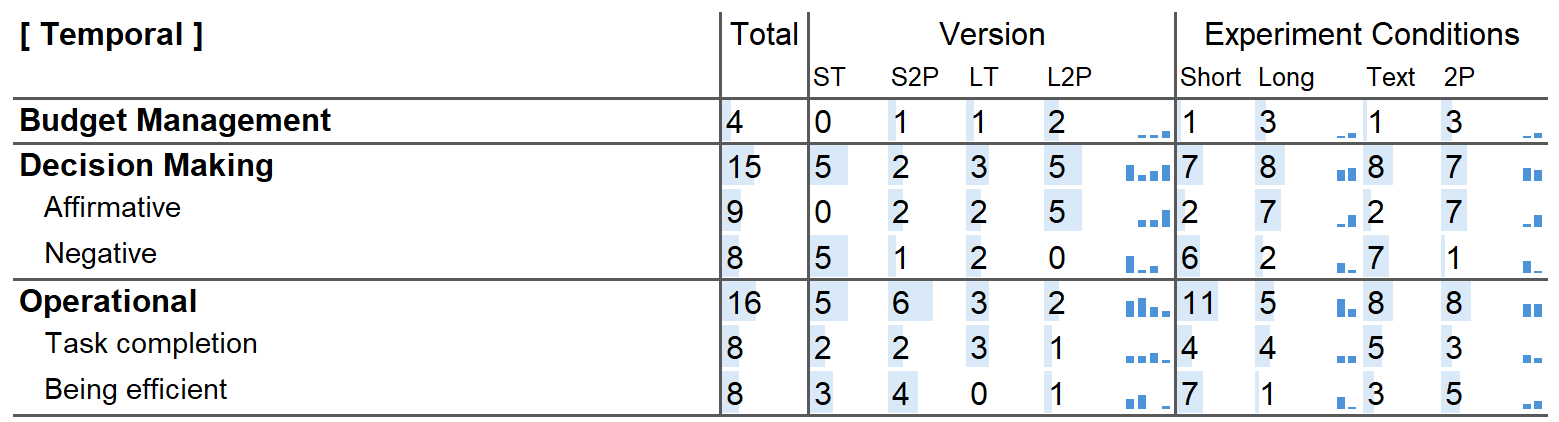 [ Temporal ] Total Version Experiment Conditions
ST S2P LT L2P Short Long Text 2P
Budget Management 4 0 1 1 2 1 3 1 3
Decision Making 15 5 2 3 5 7 8 8 7
Affirmative 9 0 2 2 5 2 7 2 7
Negative 8 5 1 2 0 6 2 7 1
Operational 16 5 6 3 2 11 5 8 8
Task completion 8 2 2 3 1 4 4 5 3
Being efficient 8 3 4 0 1 7 1 3 5